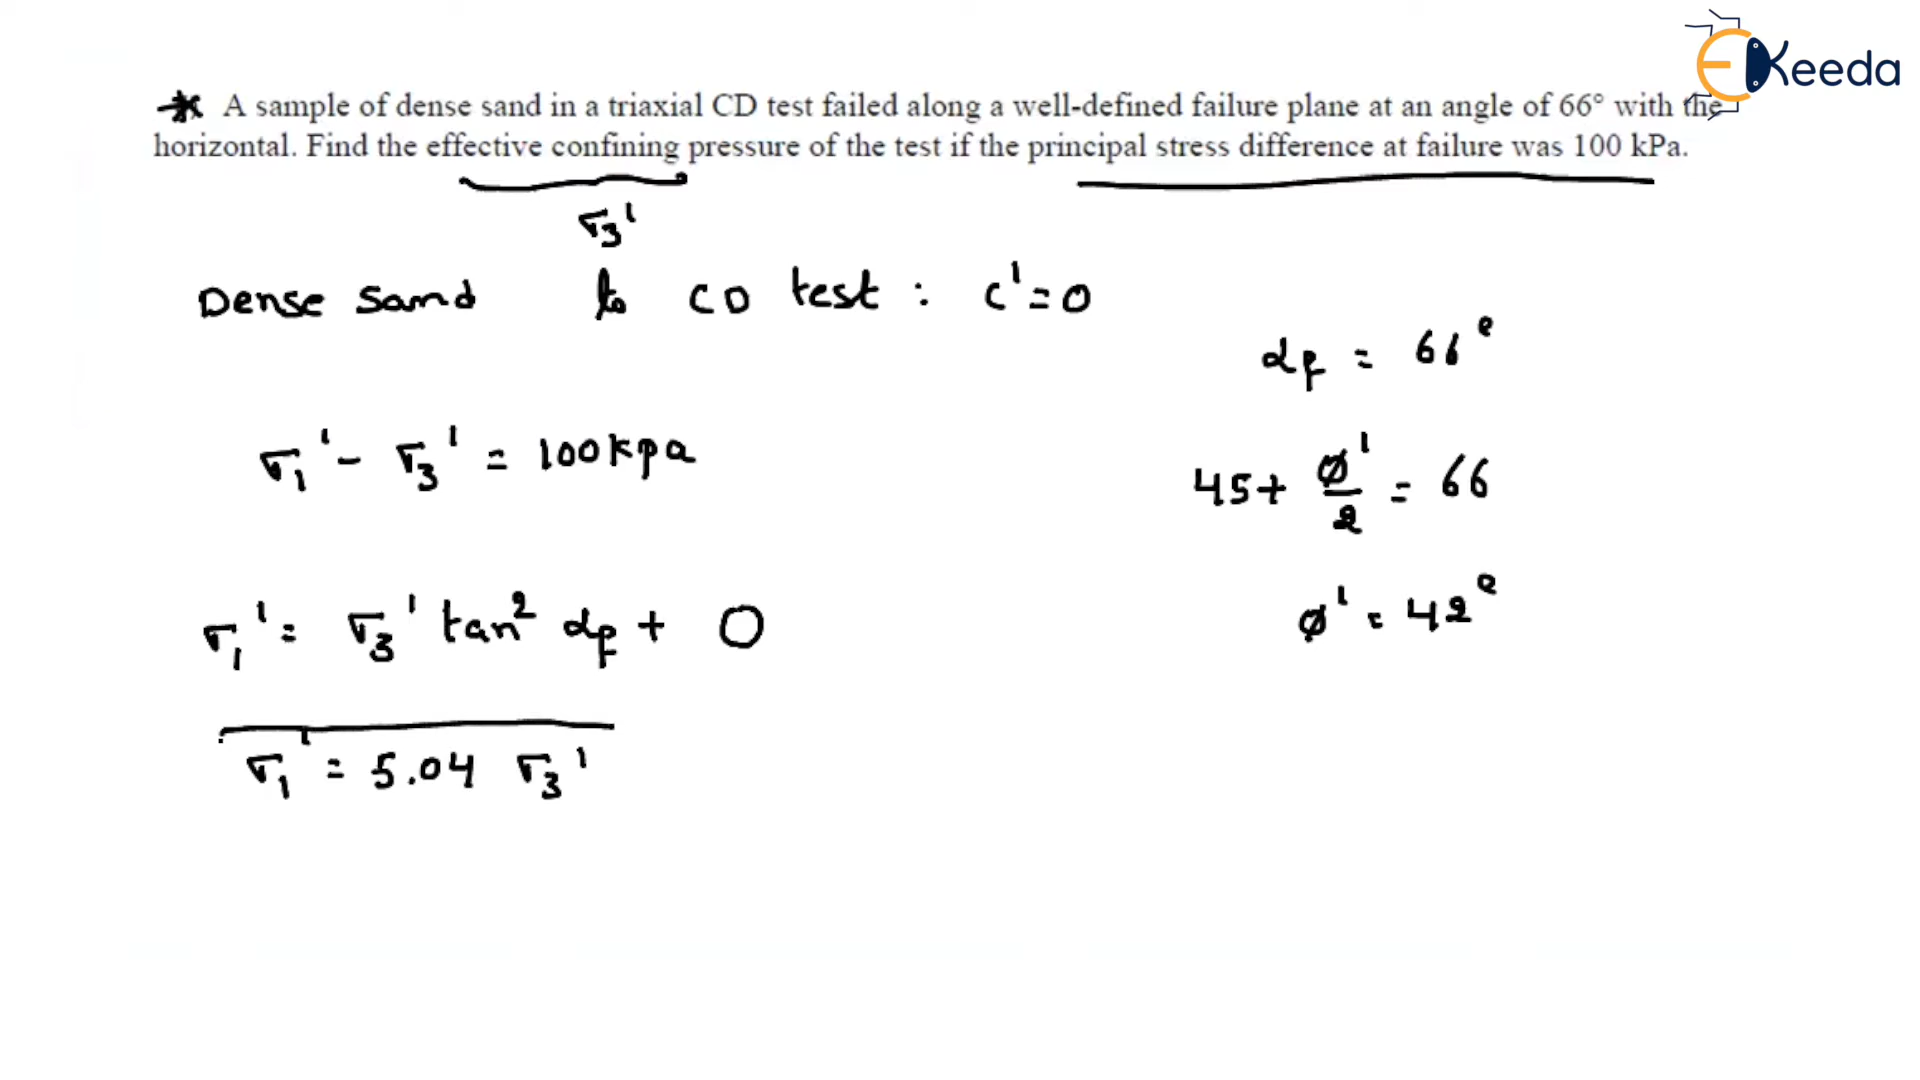 EKeeda
* A sample of dense sand in a triaxial CD test failed along a well-defined failure plane at an angle of 66° with the
horizontal. Find the effective confining pressure of the test if the principal stress difference at failure was 100 kPa.
σ3'
Dense sand to CD test : c' = 0
αf = 66°
σ1' - σ3' = 100kpa
45 + ø'/2 = 66
σ1' = σ3' tan² αf + 0
ø' = 42°
σ1' = 5.04 σ3'